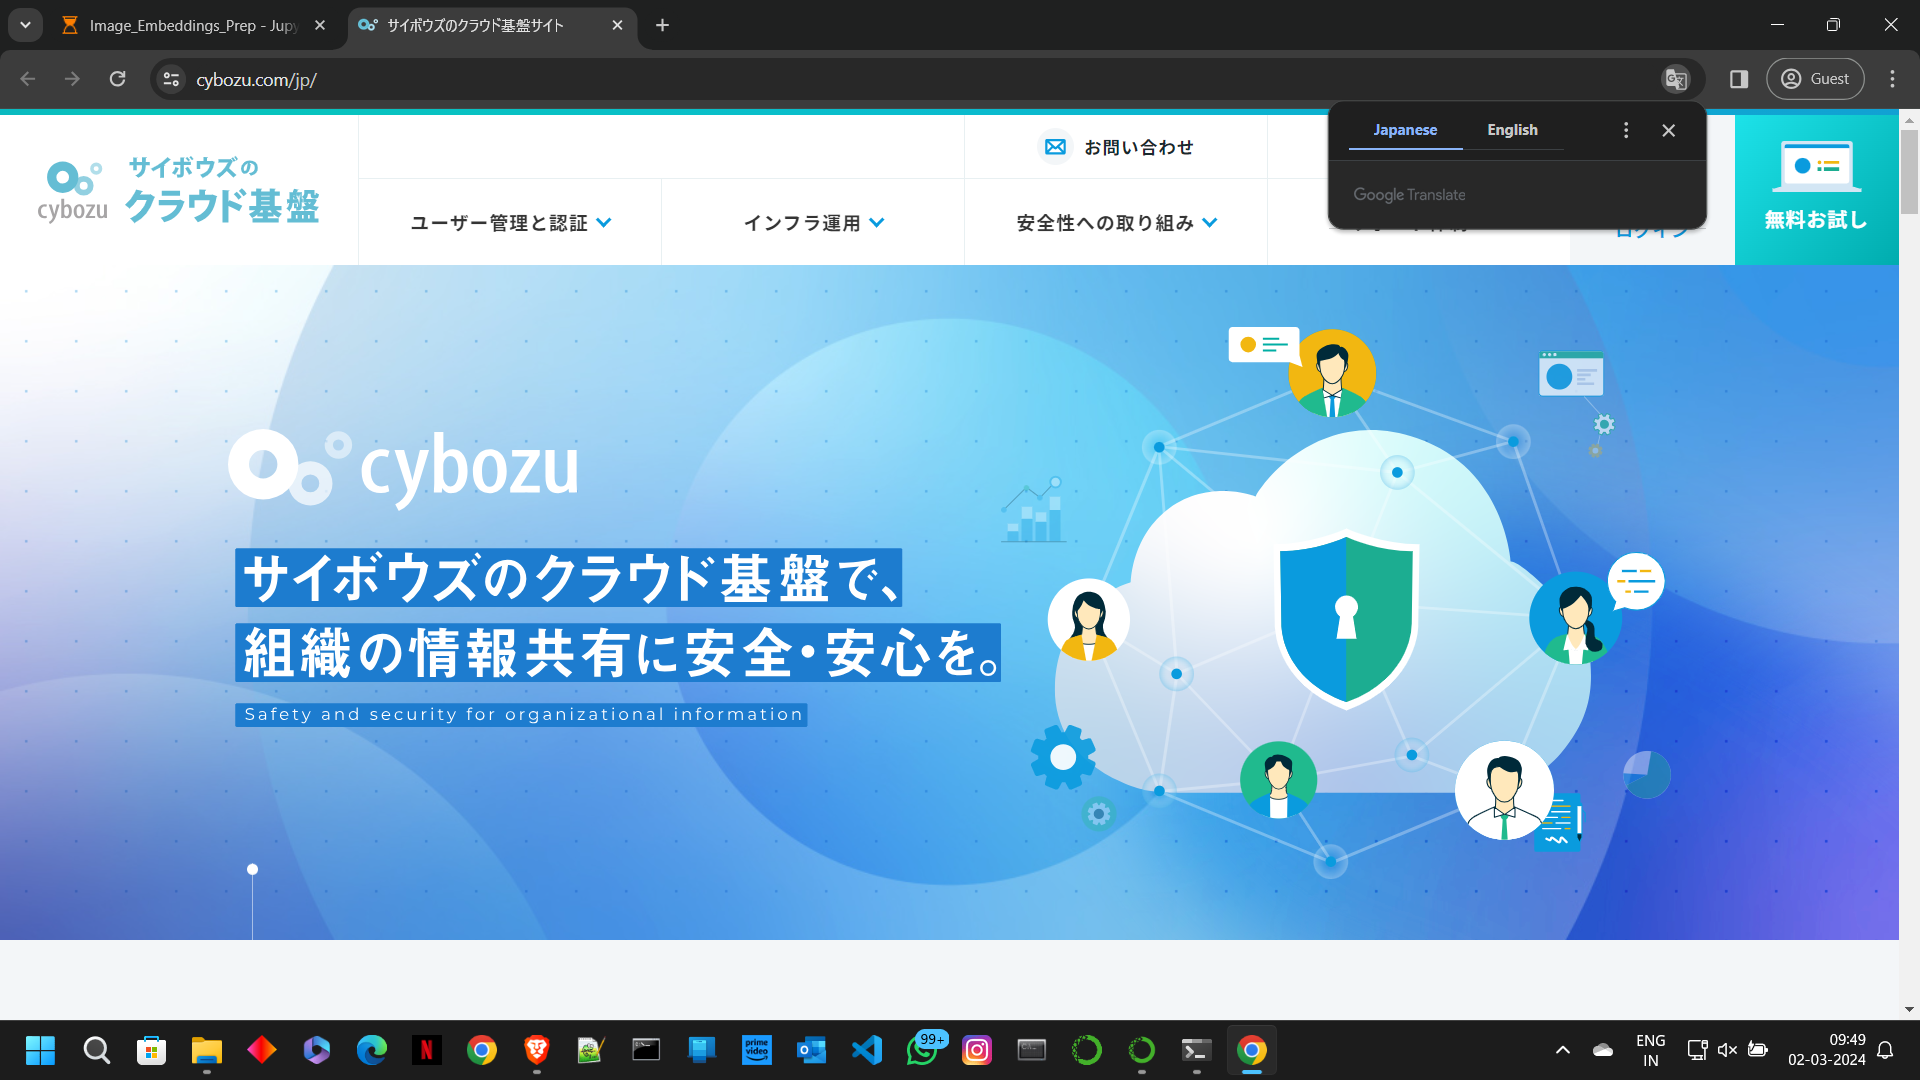 Image_Embeddings_Prep - Jupy
サイボウズのクラウド基盤サイト
cybozu.com/jp/
Guest
Japanese
English
Google Translate
cybozu
サイボウズの
クラウド基盤
お問い合わせ
ユーザー管理と認証
インフラ運用
安全性への取り組み
ログイン
無料お試し
cybozu
サイボウズのクラウド基盤で、
組織の情報共有に安全・安心を。
Safety and security for organizational information
prime video
99+
ENG
IN
09:49
02-03-2024